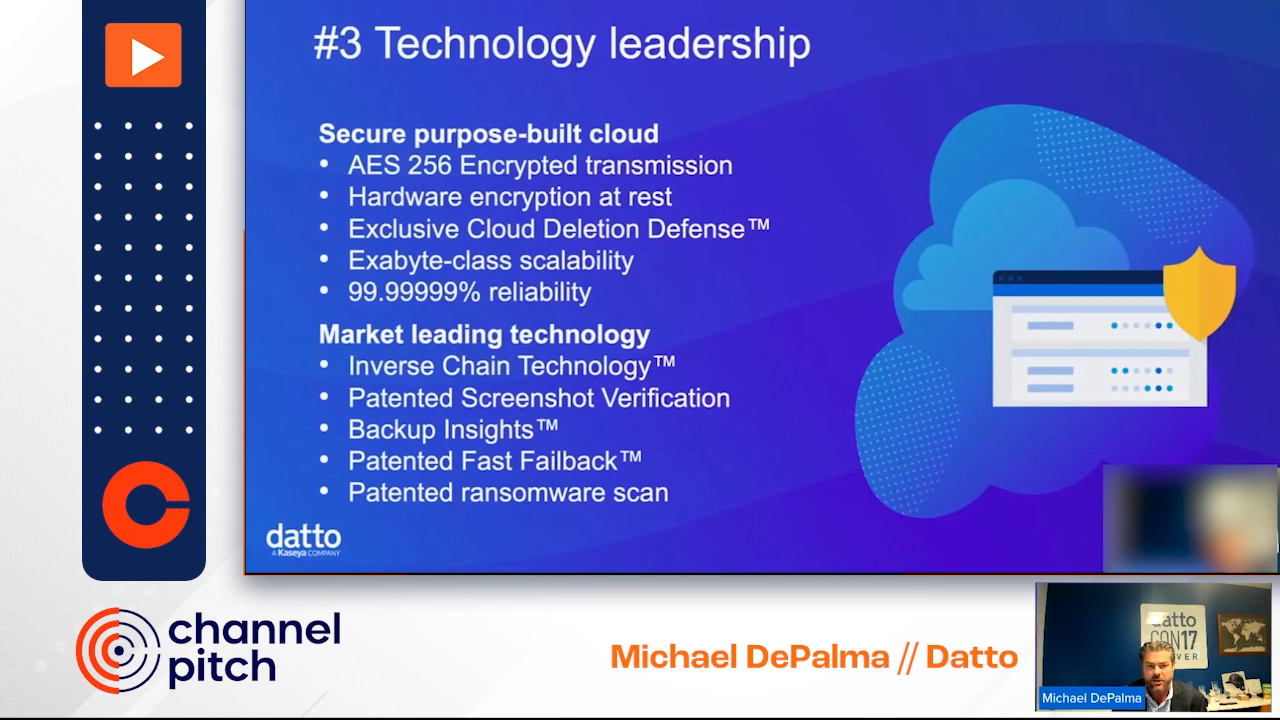 #3 Technology leadership
Secure purpose-built cloud
• AES 256 Encrypted transmission
• Hardware encryption at rest
• Exclusive Cloud Deletion Defense™
• Exabyte-class scalability
• 99.99999% reliability
Market leading technology
• Inverse Chain Technology™
• Patented Screenshot Verification
• Backup Insights™
• Patented Fast Failback™
• Patented ransomware scan
datto
A Kaseya COMPANY
channel
pitch
Michael DePalma // Datto
datto
CON17
VER
Michael DePalma